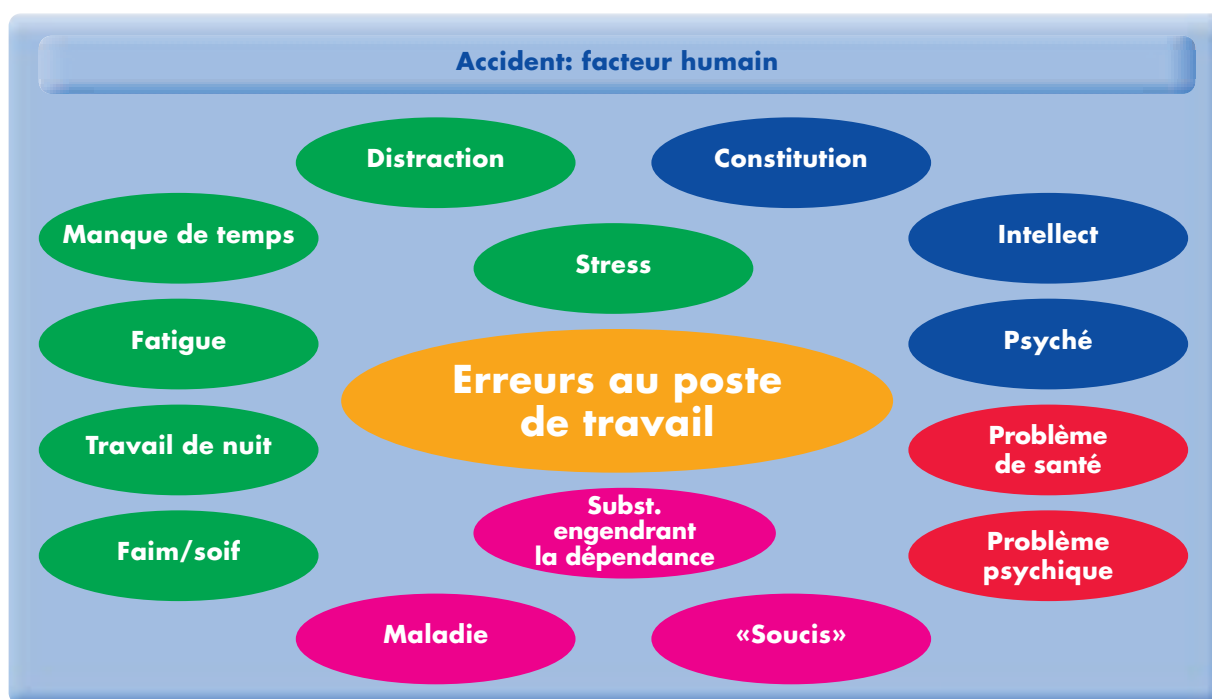 Accident: facteur humain
Distraction
Constitution
Manque de temps
Intellect
Stress
Fatigue
Psyché
Erreurs au poste
de travail
Travail de nuit
Problème
de santé
Subst.
engendrant
la dépendance
Faim/soif
Problème
psychique
Maladie
«Soucis»